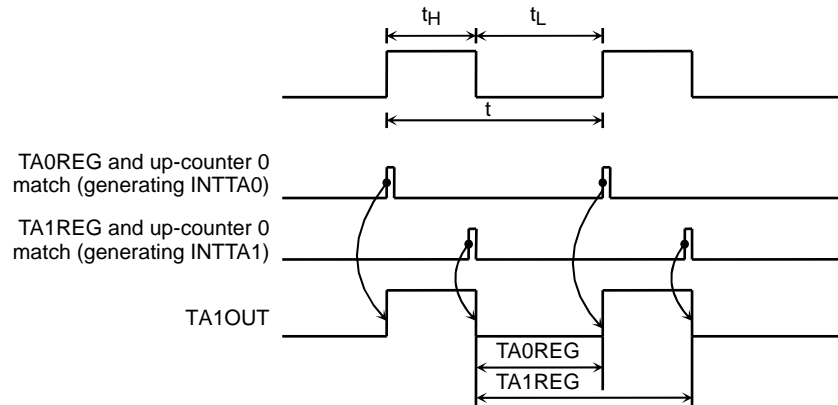 tH
tL
t
TA0REG and up-counter 0
match (generating INTTA0)
TA1REG and up-counter 0
match (generating INTTA1)
TA1OUT
TA0REG
TA1REG